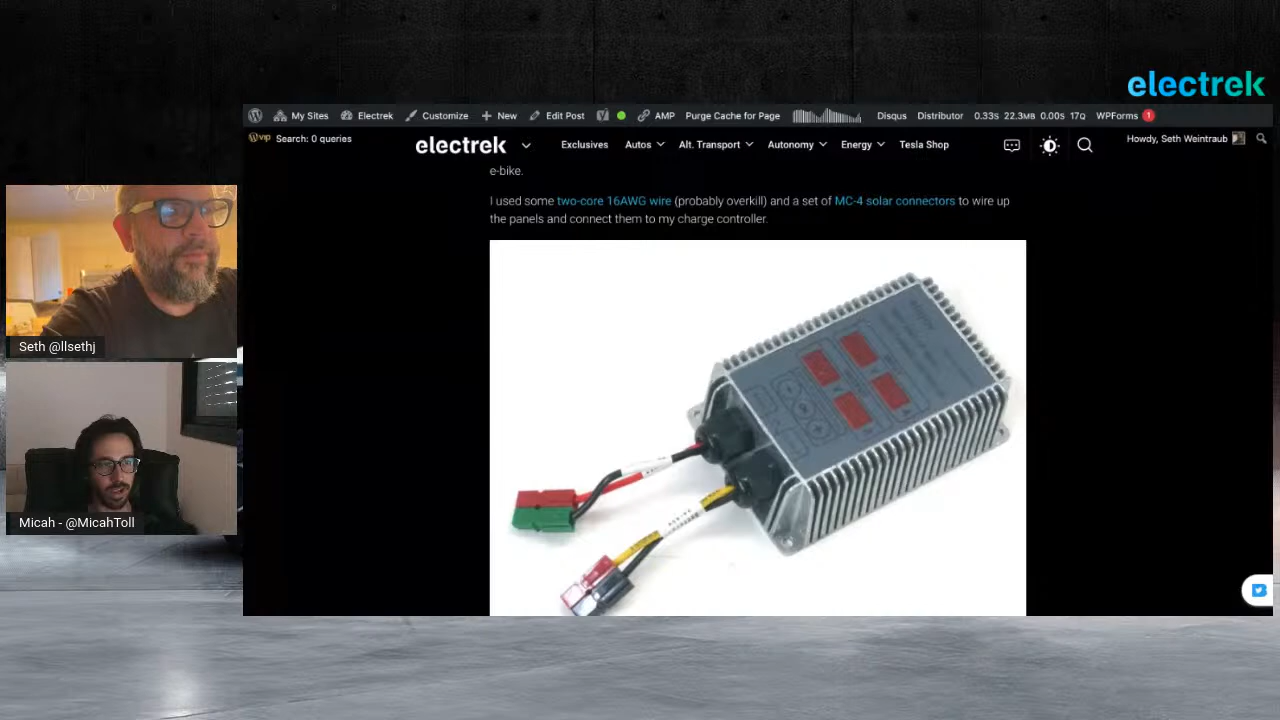 electrek
My Sites Electrek Customize New Edit Post AMP Purge Cache for Page Disqus Distributor 0.33s 22.3MB 0.00s 17Q WPForms 1
vip Search: 0 queries
electrek Exclusives Autos Alt. Transport Autonomy Energy Tesla Shop
Howdy, Seth Weintraub
e-bike.
I used some two-core 16AWG wire (probably overkill) and a set of MC-4 solar connectors to wire up
the panels and connect them to my charge controller.
Seth @llsethj
Micah - @MicahToll